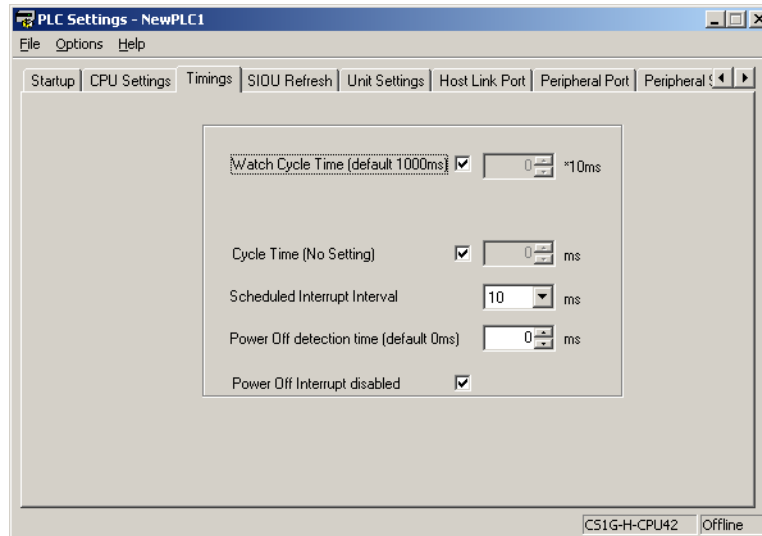 PLC Settings - NewPLC1
File Options Help
Startup CPU Settings Timings SIOU Refresh Unit Settings Host Link Port Peripheral Port Peripheral
Watch Cycle Time (default 1000ms) 0 *10ms
Cycle Time (No Setting) 0 ms
Scheduled Interrupt Interval 10 ms
Power Off detection time (default 0ms) 0 ms
Power Off Interrupt disabled
CS1G-H-CPU42 Offline